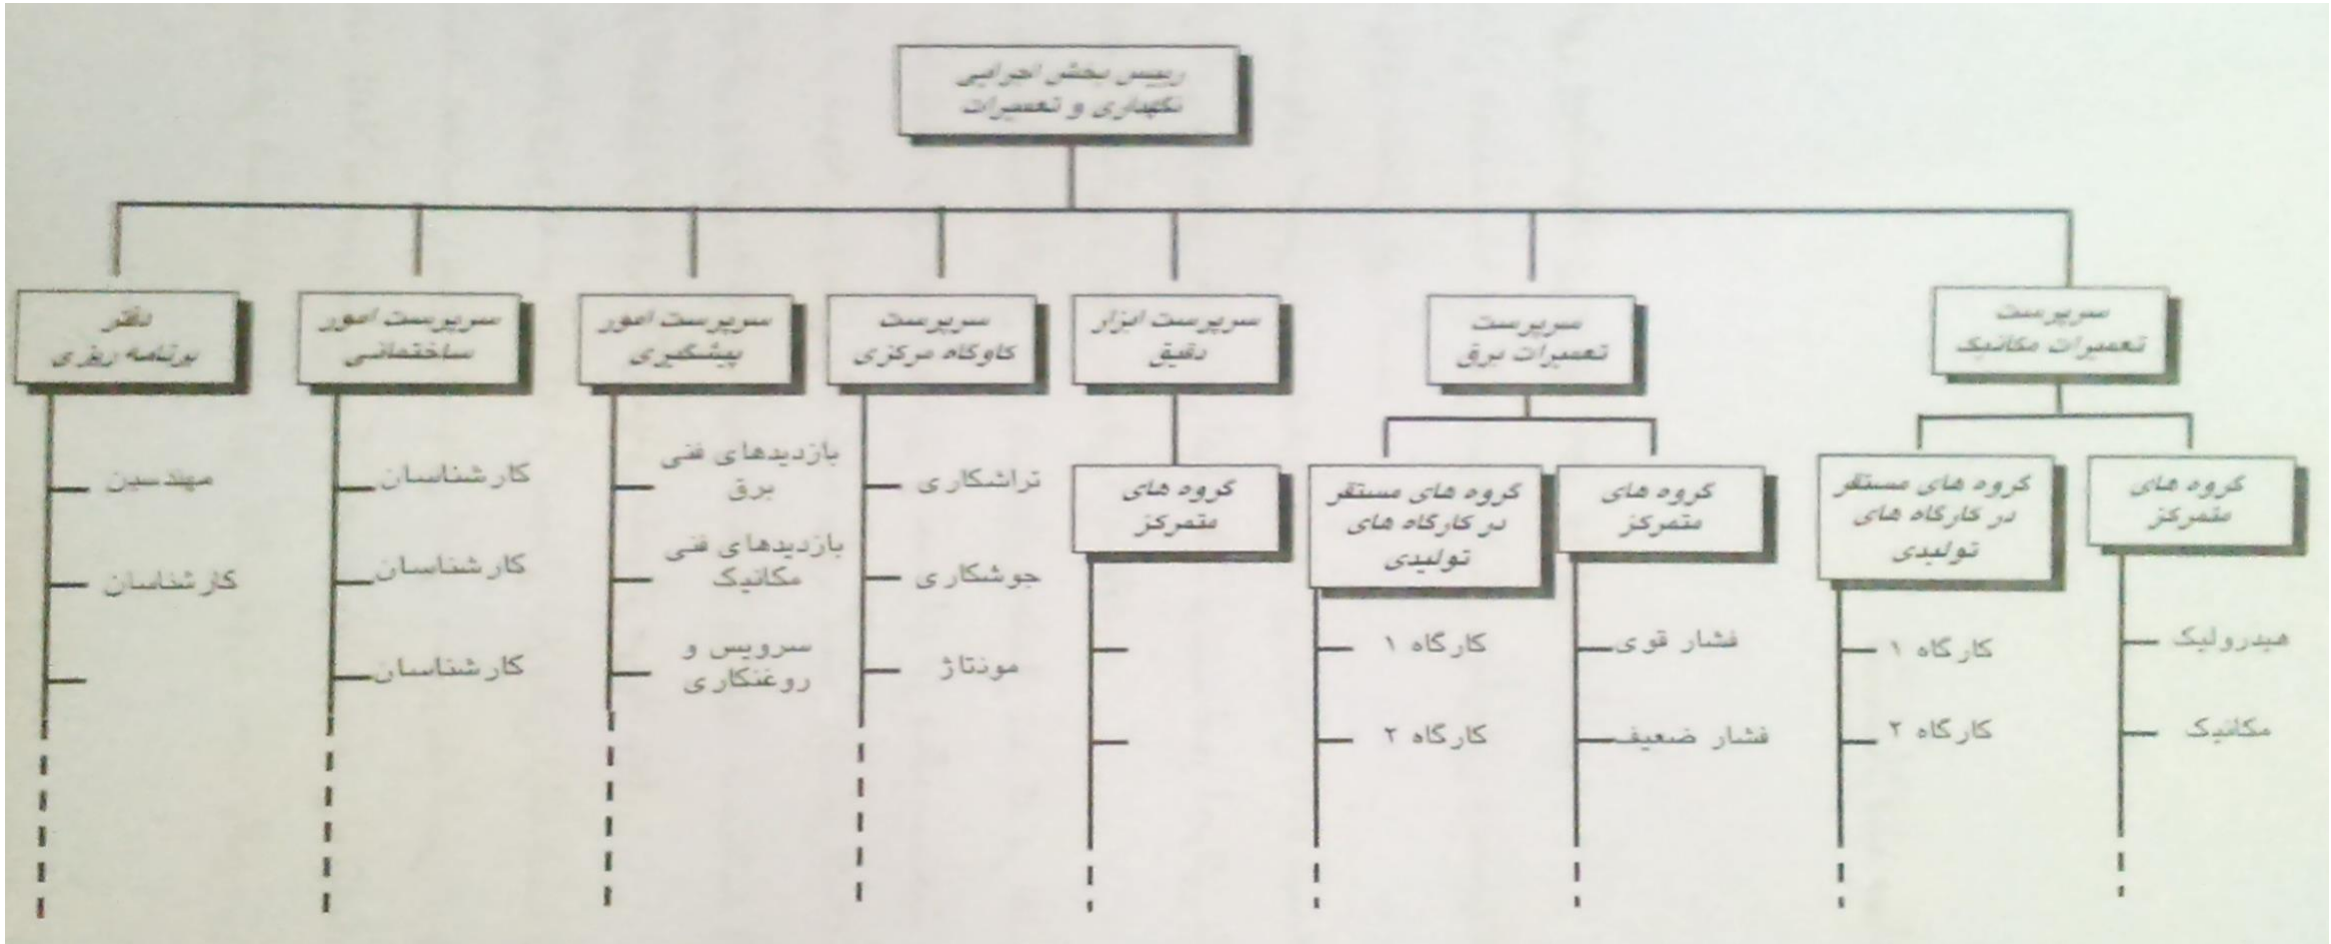 رییس بخش اجرایی
نگهداری و تعمیرات
سرپرست
تعمیرات مکانیک
سرپرست
تعمیرات برق
سرپرست ابزار
دقیق
سرپرست
کاوگاه مرکزی
سرپرست امور
پیشگیری
سرپرست امور
ساختمانی
دفتر
برنامه ریزی
گروه های
متمرکز
گروه های مستقر
در کارگاه های
تولیدی
گروه های
متمرکز
گروه های مستقر
در کارگاه های
تولیدی
گروه های
متمرکز
هیدرولیک
مکانیک
کارگاه ۱
کارگاه ۲
فشار قوی
فشار ضعیف
کارگاه ۱
کارگاه ۲
تراشکاری
جوشکاری
مونتاژ
بازدیدهای فنی
برق
بازدیدهای فنی
مکانیک
سرویس و
روغنکاری
کارشناسان
کارشناسان
کارشناسان
مهندسین
کارشناسان